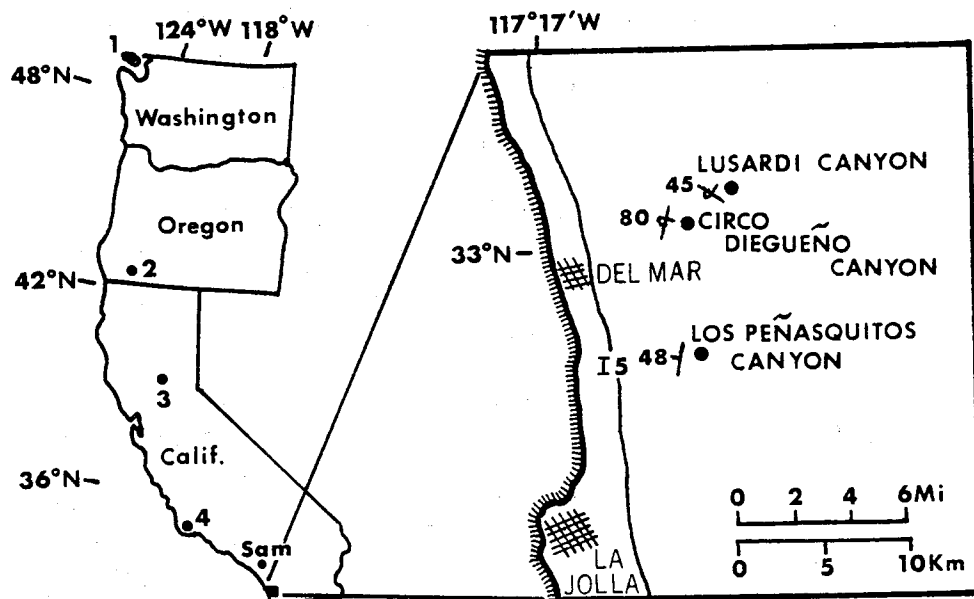 124°W 118°W
1
48°N
Washington
Oregon
2
42°N
3
Calif.
36°N
4
Sam
117°17'W
LUSARDI CANYON
45
80
CIRCO
DIEGUEÑO
CANYON
33°N
DEL MAR
LOS PEÑASQUITOS
CANYON
48
I5
0 2 4 6Mi
0 5 10Km
LA
JOLLA